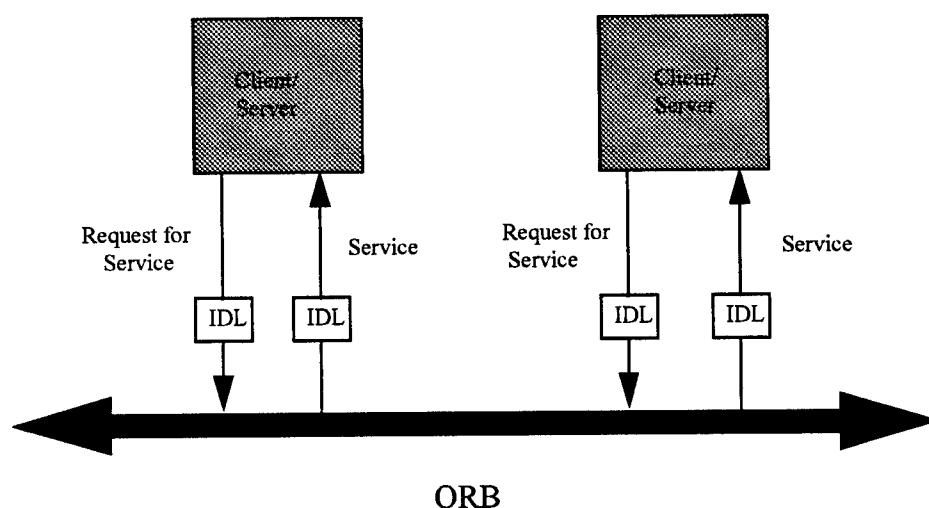 Client/
Server
Client/
Server
Request for
Service
Service
Request for
Service
Service
IDL
IDL
IDL
IDL
ORB